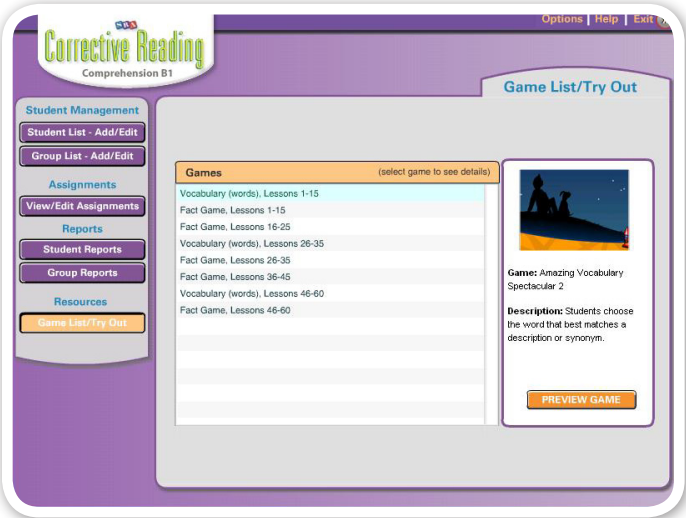 Options | Help | Exit
SRA
Corrective Reading
Comprehension B1
Game List/Try Out
Student Management
Student List - Add/Edit
Group List - Add/Edit
Assignments
View/Edit Assignments
Reports
Student Reports
Group Reports
Resources
Game List/Try Out
Games (select game to see details)
Vocabulary (words), Lessons 1-15
Fact Game, Lessons 1-15
Fact Game, Lessons 16-25
Vocabulary (words), Lessons 26-35
Fact Game, Lessons 26-35
Fact Game, Lessons 36-45
Vocabulary (words), Lessons 46-60
Fact Game, Lessons 46-60
Game: Amazing Vocabulary
Spectacular 2
Description: Students choose
the word that best matches a
description or synonym.
PREVIEW GAME